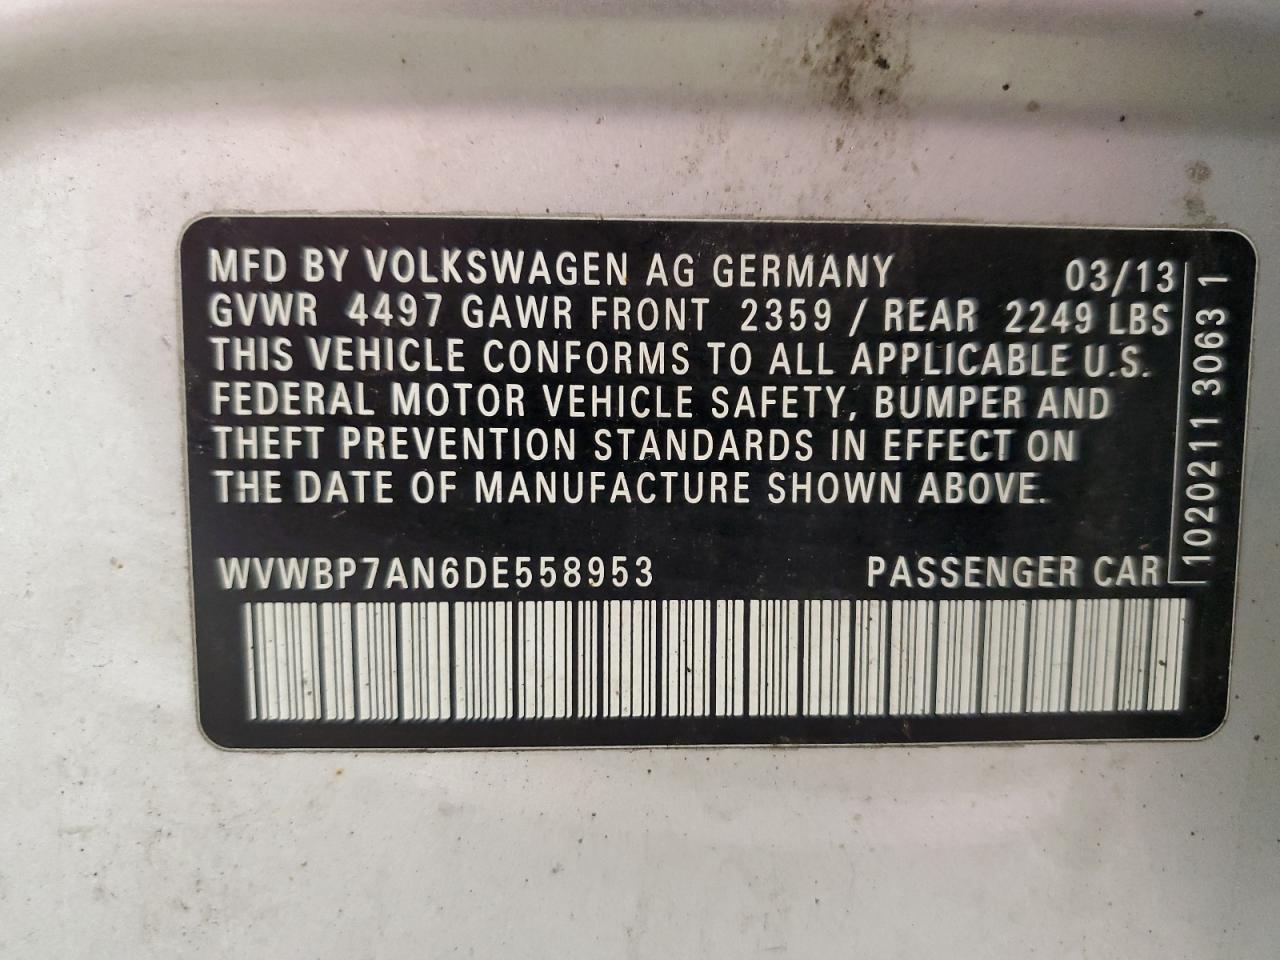 MFD BY VOLKSWAGEN AG GERMANY 03/13
GVWR 4497 GAWR FRONT 2359 / REAR 2249 LBS
THIS VEHICLE CONFORMS TO ALL APPLICABLE U.S.
FEDERAL MOTOR VEHICLE SAFETY, BUMPER AND
THEFT PREVENTION STANDARDS IN EFFECT ON
THE DATE OF MANUFACTURE SHOWN ABOVE.
WVWBP7AN6DE558953 PASSENGER CAR
1020211 3063 1